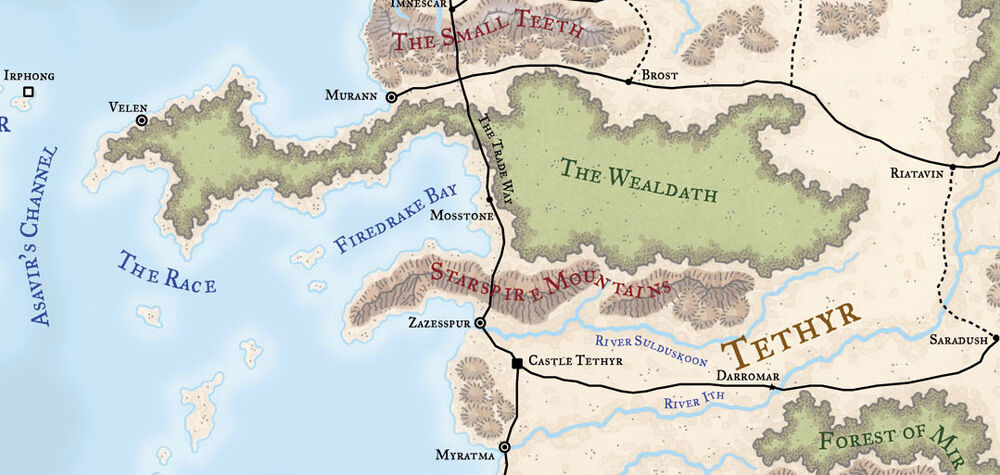 Imnescar
The Small Teeth
Irphong
Brost
Murann
Velen
The Trade Way
R
Riatavin
The Wealdath
Asavir's Channel
Firedrake Bay
Mosstone
The Race
Starspire Mountains
Zazesspur
Tethyr
River Sulduskoon
Saradush
Castle Tethyr
Darromar
River Ith
Forest of Mir
Myratma